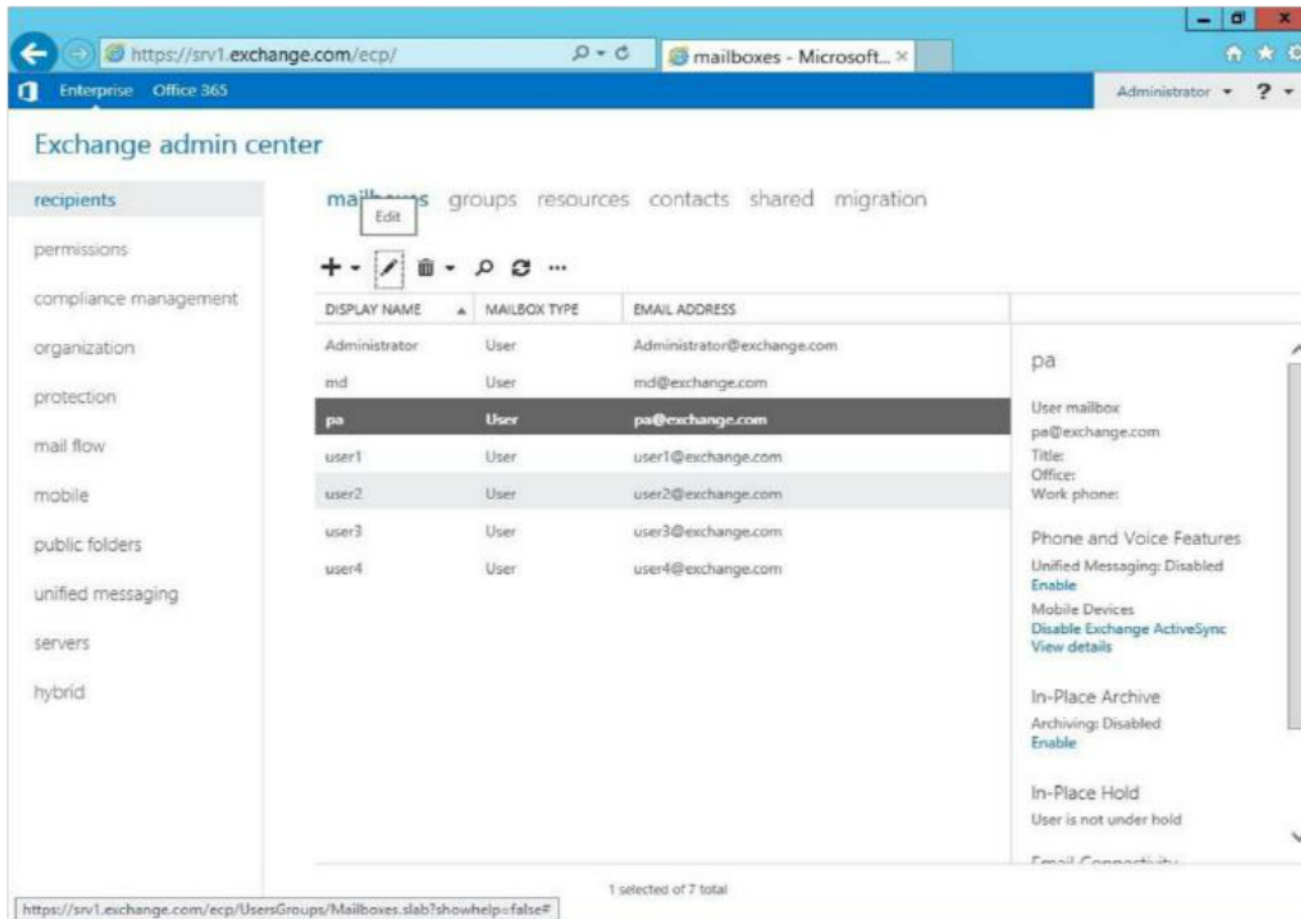 https://srv1.exchange.com/ecp/
mailboxes - Microsoft...
Enterprise Office 365
Administrator ?
Exchange admin center
recipients
permissions
compliance management
organization
protection
mail flow
mobile
public folders
unified messaging
servers
hybrid
mailboxes groups resources contacts shared migration
Edit
DISPLAY NAME MAILBOX TYPE EMAIL ADDRESS
Administrator User Administrator@exchange.com
md User md@exchange.com
pa User pa@exchange.com
user1 User user1@exchange.com
user2 User user2@exchange.com
user3 User user3@exchange.com
user4 User user4@exchange.com
pa
User mailbox
pa@exchange.com
Title:
Office:
Work phone:
Phone and Voice Features
Unified Messaging: Disabled
Enable
Mobile Devices
Disable Exchange ActiveSync
View details
In-Place Archive
Archiving: Disabled
Enable
In-Place Hold
User is not under hold
Email Connectivity
1 selected of 7 total
https://srv1.exchange.com/ecp/UsersGroups/Mailboxes.slab?showhelp=false#